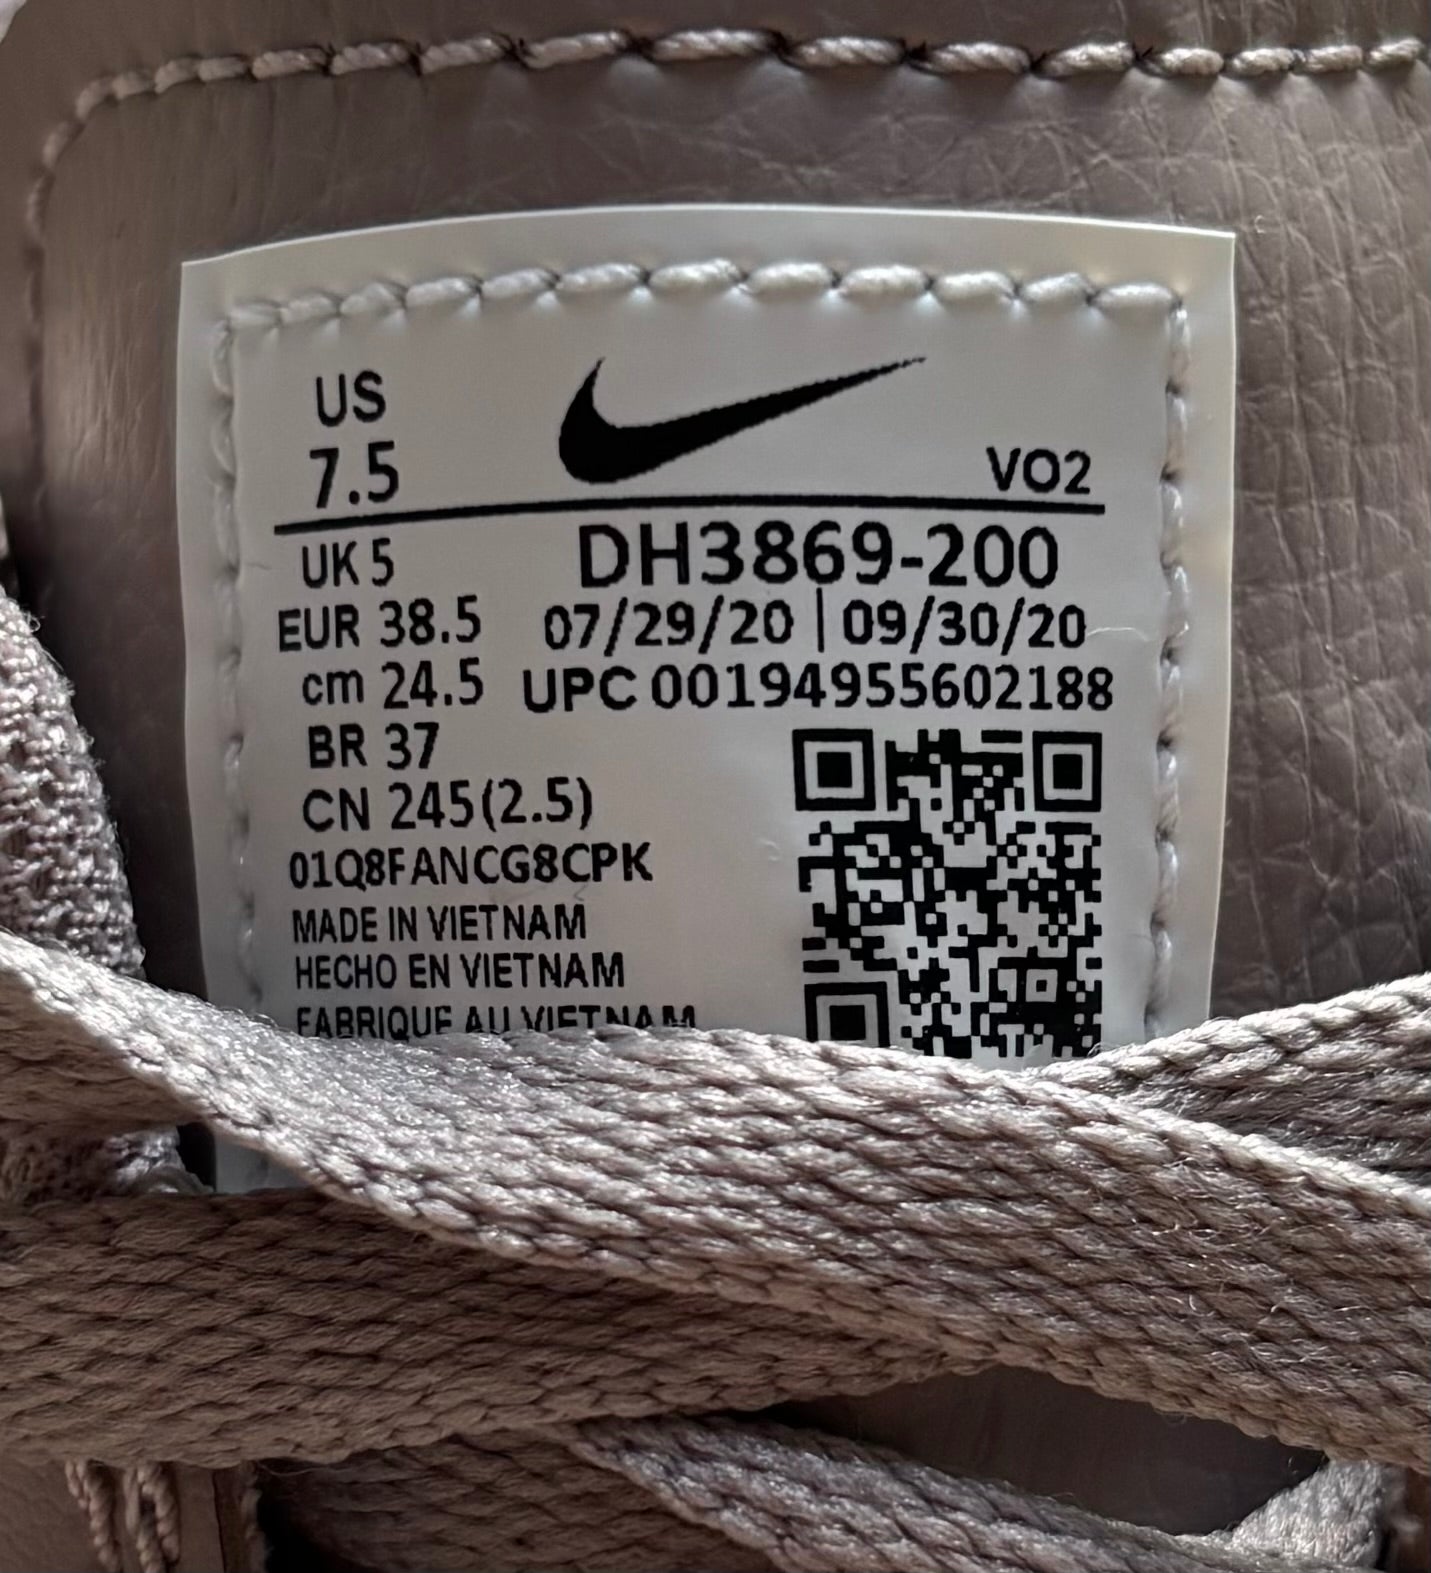 US
7.5
VO2
UK 5
DH3869-200
EUR 38.5
07/29/20 | 09/30/20
cm 24.5
UPC 00194955602188
BR 37
CN 245(2.5)
01Q8FANCG8CPK
MADE IN VIETNAM
HECHO EN VIETNAM
FABRIQUE AU VIETNAM